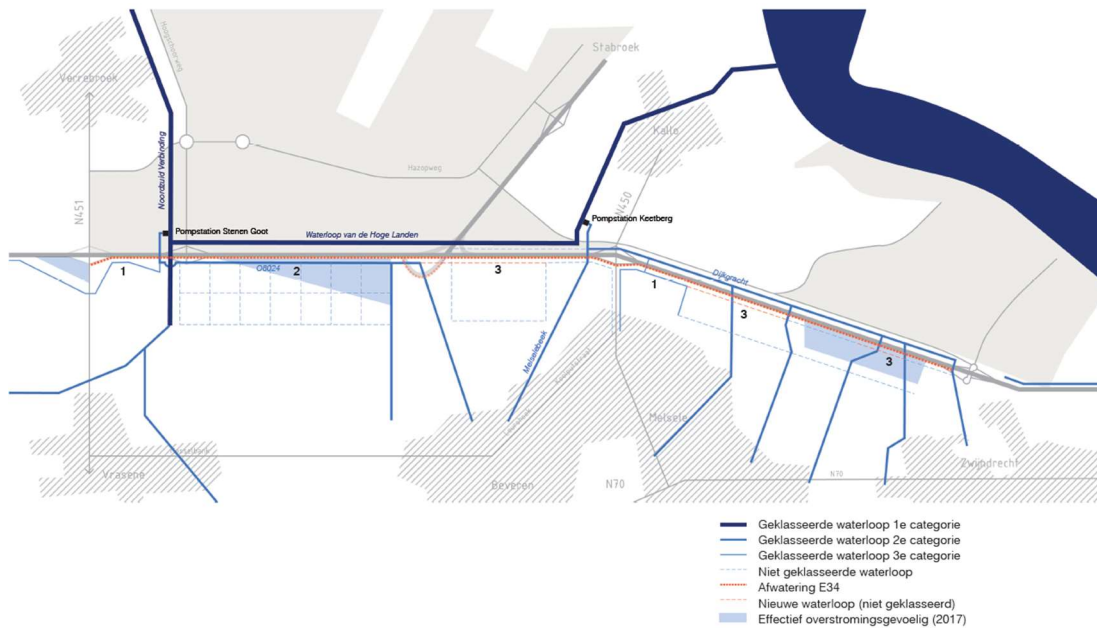 Hoogschoorweg
Stabroek
Verrebroek
Kallo
Noordzuid Verbinding
Hazopweg
N451
N450
Pompstation Keetberg
Pompstation Stenen Goot
Waterloop van de Hoge Landen
1
O8024
2
3
Dijkgracht
1
3
Melselebeek
3
Melsele
Zwijndrecht
Vrasene
Beveren
N70
N70
Geklasseerde waterloop 1e categorie
Geklasseerde waterloop 2e categorie
Geklasseerde waterloop 3e categorie
Niet geklasseerde waterloop
Afwatering E34
Nieuwe waterloop (niet geklasseerd)
Effectief overstromingsgevoelig (2017)